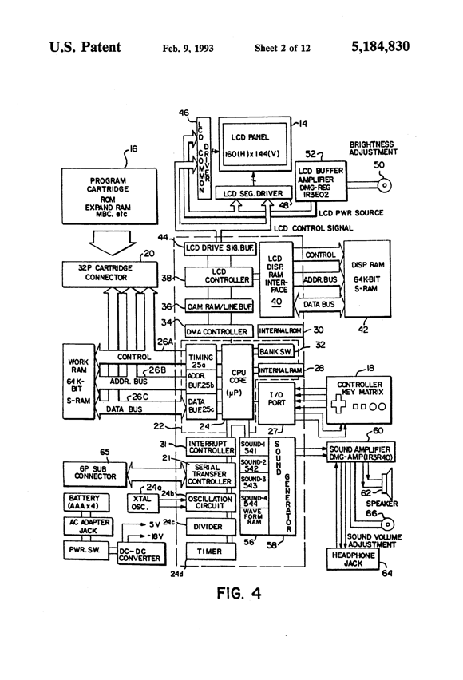 U.S. Patent Feb. 9, 1993 Sheet 2 of 12 5,184,830
46
LCD COMMON DRIVER
14
LCD PANEL
160(H)x144(V)
LCD SEG. DRIVER
48
52
LCD BUFFER
AMPLIFIER
DMG-REG
IR3E02
BRIGHTNESS
ADJUSTMENT
50
LCD PWR SOURCE
LCD CONTROL SIGNAL
16
PROGRAM
CARTRIDGE
ROM
EXPAND RAM
MBC, etc
20
32P CARTRIDGE
CONNECTOR
44
LCD DRIVE SIG. BUF.
38
LCD
CONTROLLER
LCD
DISP.
RAM
INTER-
FACE
40
CONTROL
ADDR. BUS
DATA BUS
DISP. RAM
64K-BIT
S-RAM
42
36
OAM RAM/LINE BUF
34
DMA CONTROLLER
INTERNAL ROM
30
26A
WORK
RAM
64K-
BIT
S-RAM
CONTROL
26B
ADDR. BUS
26C
DATA BUS
TIMING
25a
ADDR
BUF. 25b
DATA
BUF. 25c
CPU
CORE
(µP)
24
22
BANK SW.
32
INTERNAL RAM
28
I/O
PORT
27
18
CONTROLLER
KEY MATRIX
31
INTERRUPT
CONTROLLER
65
GP SUB
CONNECTOR
21
SERIAL
TRANSFER
CONTROLLER
SOUND-1
541
SOUND-2
542
SOUND-3
543
SOUND-4
544
WAVE
FORM
RAM
56
SOUND GENERATOR
58
60
SOUND AMPLIFIER
DMG-AMP(IR3R40)
62
SPEAKER
66
SOUND VOLUME
ADJUSTMENT
HEADPHONE
JACK
64
BATTERY
(AAAx4)
24a
XTAL
OSC.
24b
OSCILLATION
CIRCUIT
AC ADAPTER
JACK
5V
-18V
24c
DIVIDER
PWR. SW.
DC-DC
CONVERTER
24d
TIMER
FIG. 4